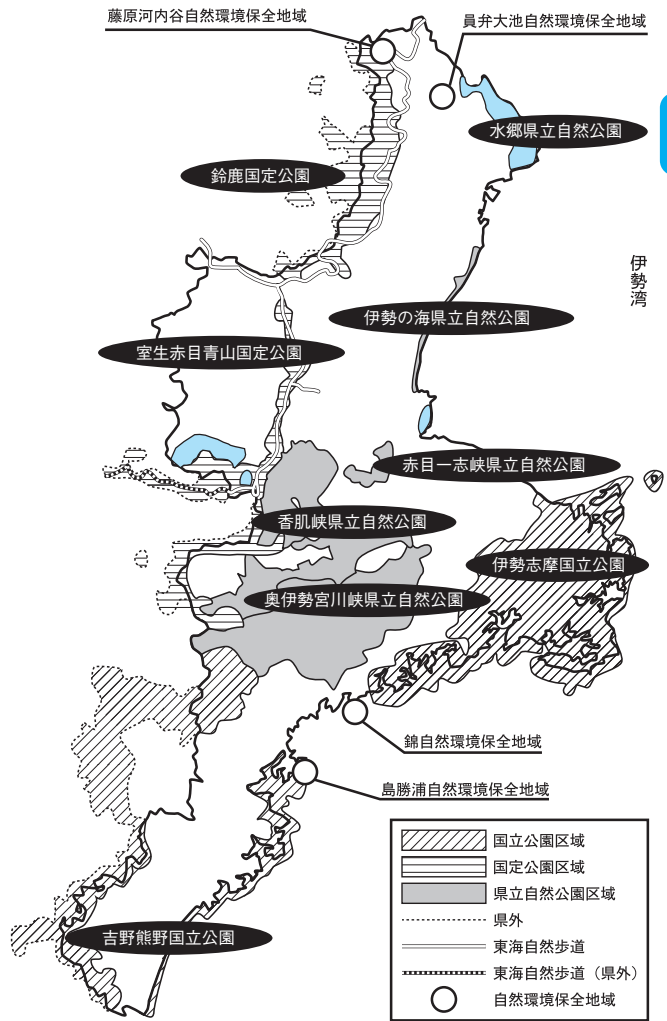 藤原河内谷自然環境保全地域
員弁大池自然環境保全地域
水郷県立自然公園
鈴鹿国定公園
伊勢湾
伊勢の海県立自然公園
室生赤目青山国定公園
赤目一志峡県立自然公園
香肌峡県立自然公園
伊勢志摩国立公園
奥伊勢宮川峡県立自然公園
錦自然環境保全地域
島勝浦自然環境保全地域
吉野熊野国立公園
国立公園区域
国定公園区域
県立自然公園区域
県外
東海自然歩道
東海自然歩道（県外）
自然環境保全地域